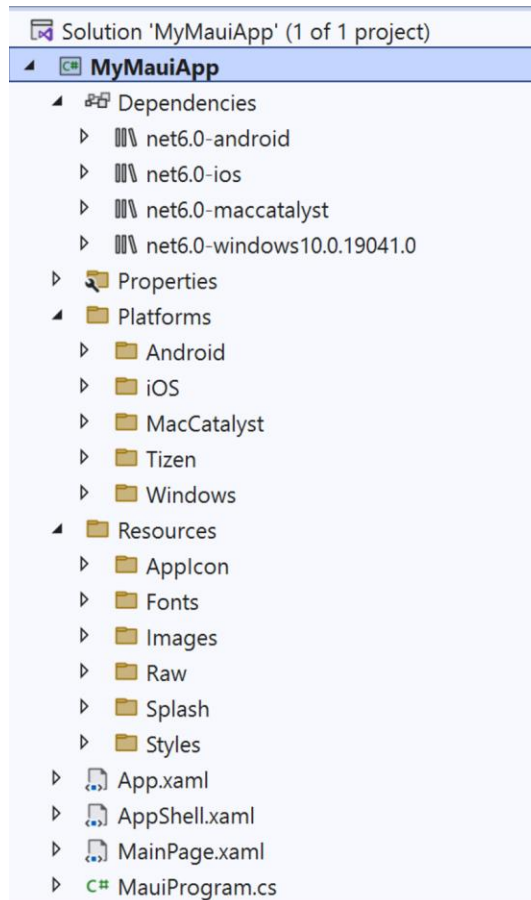 Solution 'MyMauiApp' (1 of 1 project)
C# MyMauiApp
Dependencies
net6.0-android
net6.0-ios
net6.0-maccatalyst
net6.0-windows10.0.19041.0
Properties
Platforms
Android
iOS
MacCatalyst
Tizen
Windows
Resources
AppIcon
Fonts
Images
Raw
Splash
Styles
App.xaml
AppShell.xaml
MainPage.xaml
C# MauiProgram.cs